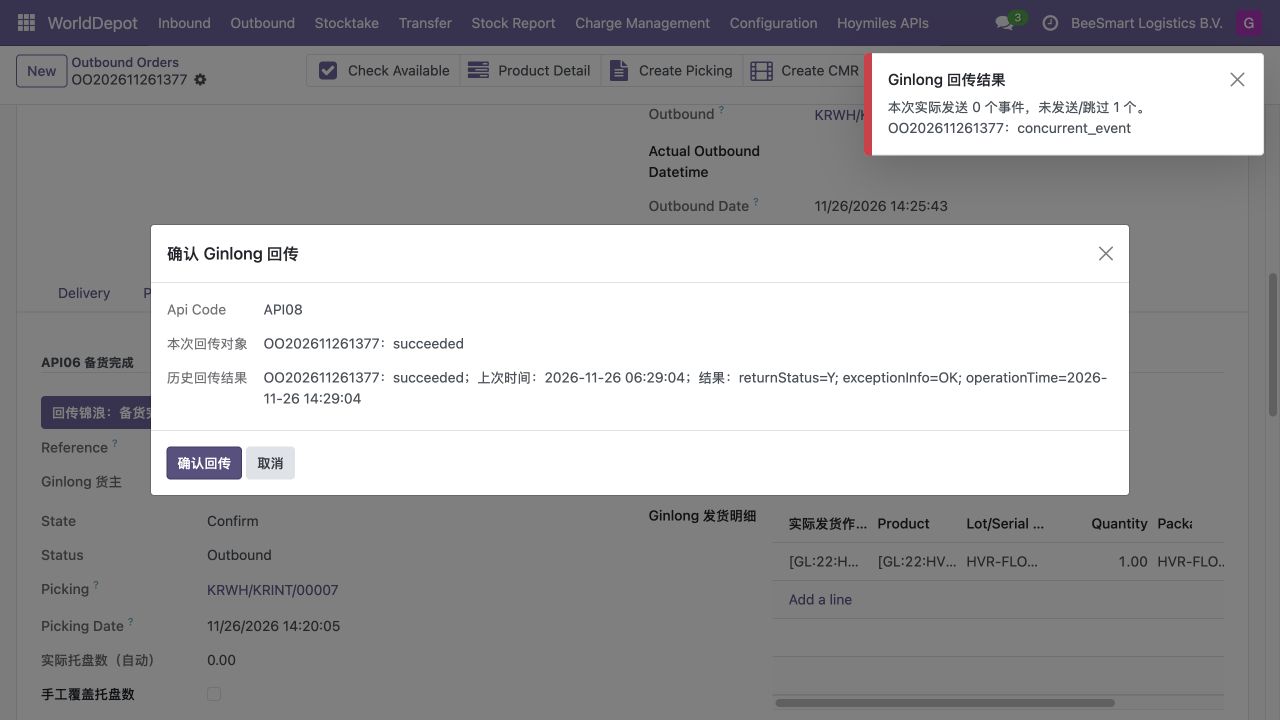 WorldDepot Inbound Outbound Stocktake Transfer Stock Report Charge Management Configuration Hoymiles APIs 3 BeeSmart Logistics B.V. G
New Outbound Orders
OO202611261377
Check Available Product Detail Create Picking Create CMR
Ginlong 回传结果
本次实际发送 0 个事件，未发送/跳过 1 个。
OO202611261377：concurrent_event
Outbound ? KRWH/
Actual Outbound
Datetime
Outbound Date ? 11/26/2026 14:25:43
确认 Ginlong 回传
Api Code API08
本次回传对象 OO202611261377：succeeded
历史回传结果 OO202611261377：succeeded；上次时间：2026-11-26 06:29:04；结果：returnStatus=Y; exceptionInfo=OK; operationTime=2026-
11-26 14:29:04
确认回传 取消
Delivery
API06 备货完成
回传锦浪：备货
Reference ?
Ginlong 货主
State Confirm
Status Outbound
Picking ? KRWH/KRINT/00007
Picking Date ? 11/26/2026 14:20:05
实际托盘数（自动） 0.00
手工覆盖托盘数
Ginlong 发货明细
实际发货作... Product Lot/Serial ... Quantity Packa
[GL:22:H... [GL:22:HV... HVR-FLO... 1.00 HVR-FLO...
Add a line